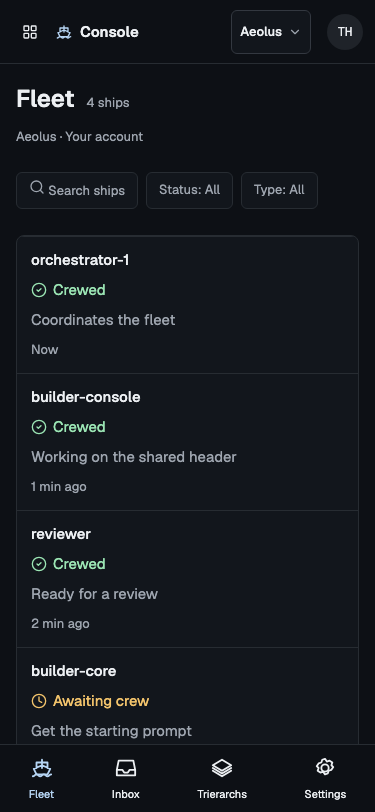 Console
Aeolus
TH
Fleet 4 ships
Aeolus · Your account
Search ships
Status: All
Type: All
orchestrator-1
Crewed
Coordinates the fleet
Now
builder-console
Crewed
Working on the shared header
1 min ago
reviewer
Crewed
Ready for a review
2 min ago
builder-core
Awaiting crew
Get the starting prompt
Fleet
Inbox
Trierarchs
Settings